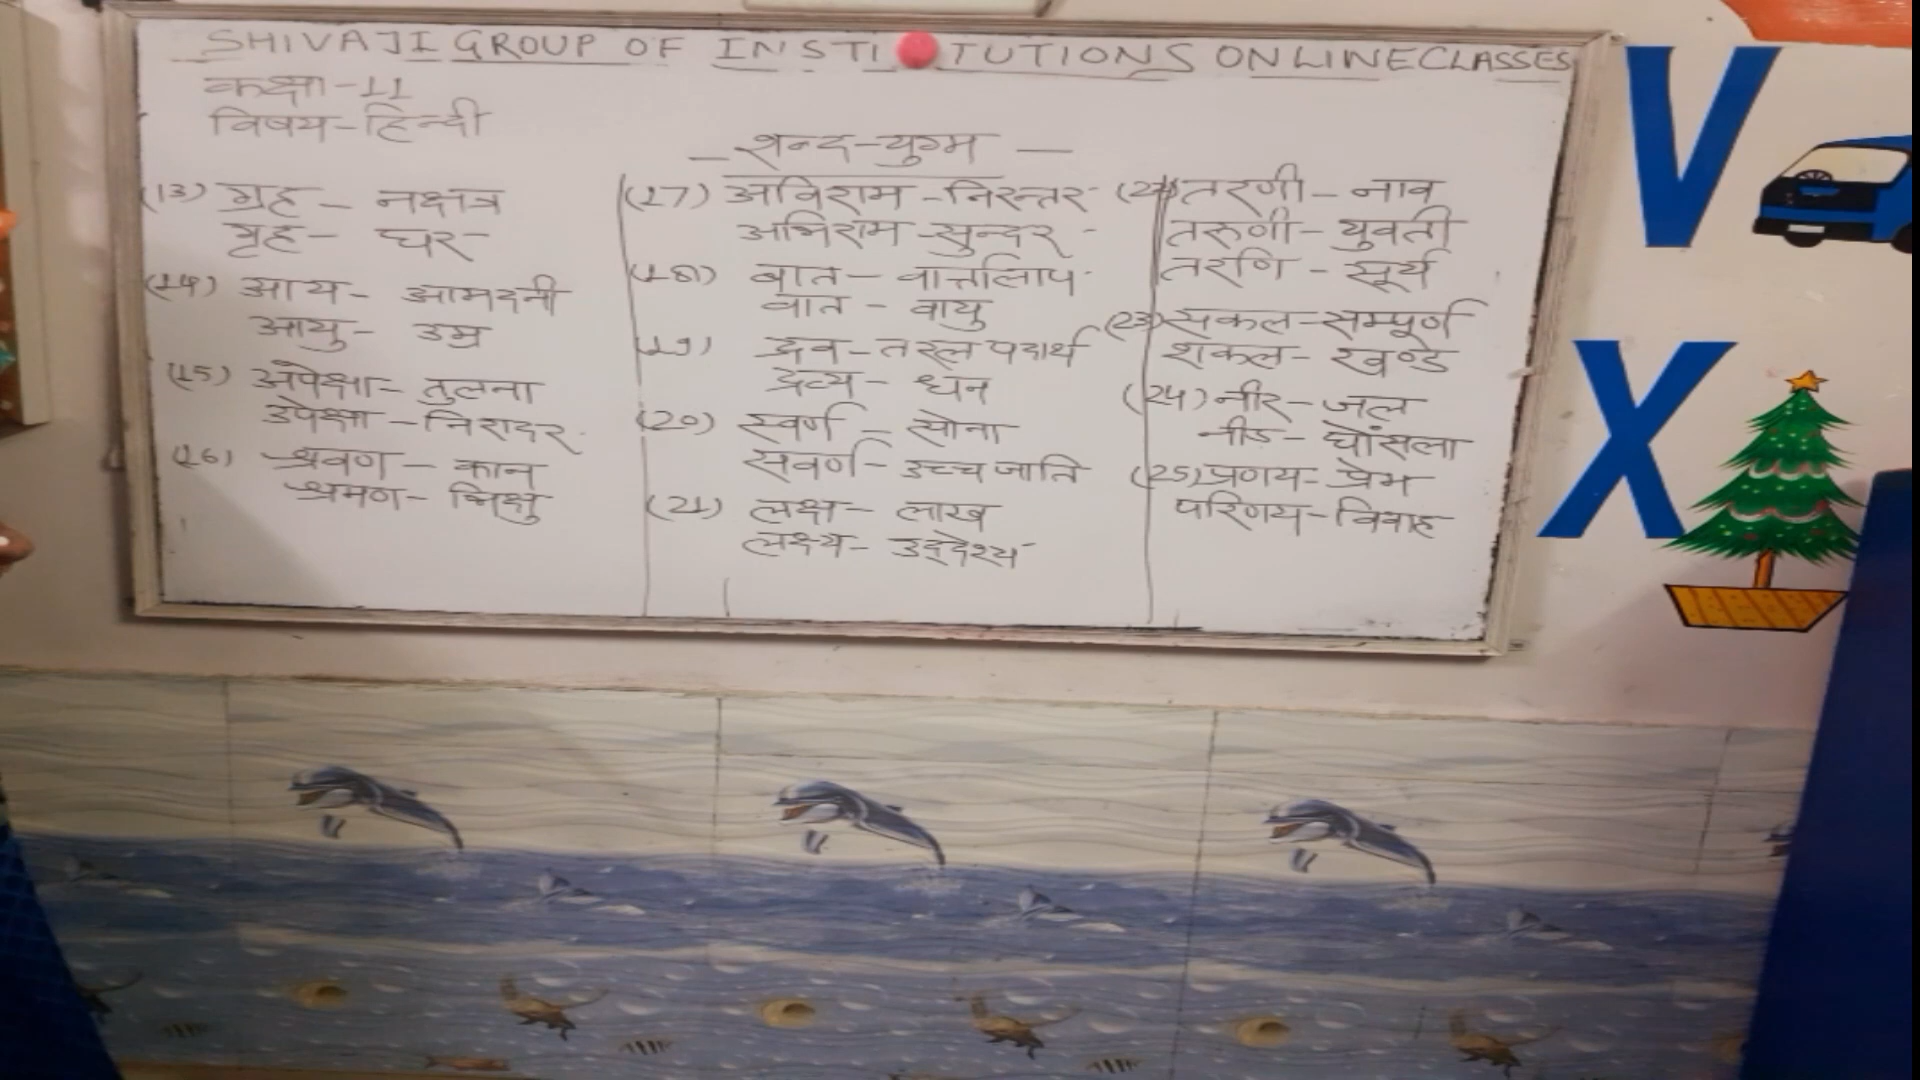 SHIVAJI GROUP OF INSTITUTIONS ONLINE CLASSES
कक्षा-11
विषय-हिन्दी
शब्द-युग्म
(13) ग्रह - नक्षत्र
गृह - घर
(14) आय - आमदनी
आयु - उम्र
(15) अपेक्षा - तुलना
उपेक्षा - निरादर
(16) श्रवण - कान
श्रमण - भिक्षु
(17) अविराम - निरन्तर
अभिराम - सुन्दर
(18) बात - वार्त्तालाप
वात - वायु
(19) द्रव - तरल पदार्थ
द्रव्य - धन
(20) स्वर्ण - सोना
सवर्ण - उच्च जाति
(21) लक्ष - लाख
लक्ष्य - उद्देश्य
तरणी - नाव
तरुणी - युवती
तरणि - सूर्य
(23) सकल - सम्पूर्ण
शकल - खण्ड
(24) नीर - जल
नीड - घोंसला
(25) प्रणय - प्रेम
परिणय - विवाह
V
X